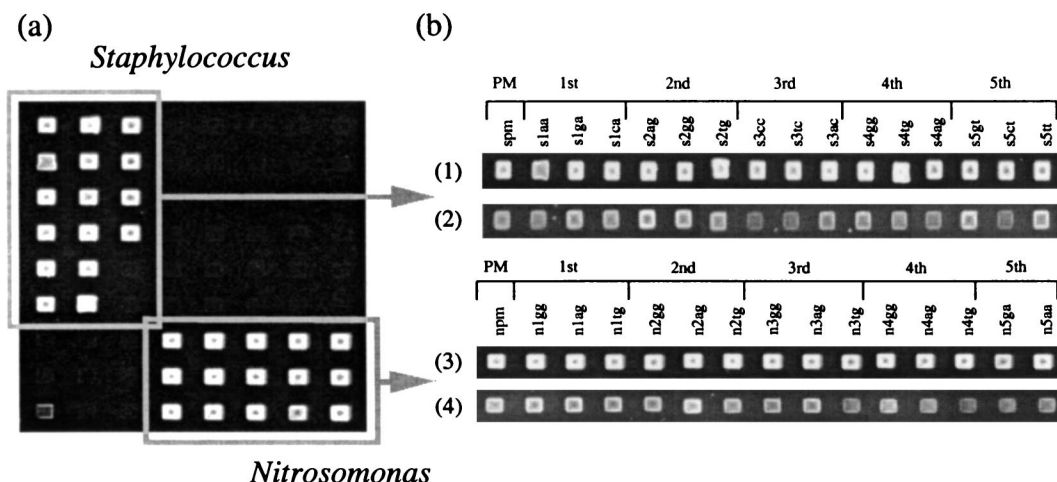 (a)
Staphylococcus
Nitrosomonas
(b)
PM 1st 2nd 3rd 4th 5th
spm s1aa s1ga s1ca s2ag s2gg s2tg s3cc s3tc s3ac s4gg s4tg s4ag s5gt s5ct s5tt
(1)
(2)
PM 1st 2nd 3rd 4th 5th
npm n1gg n1ag n1tg n2gg n2ag n2tg n3gg n3ag n3tg n4gg n4ag n4tg n5ga n5aa
(3)
(4)